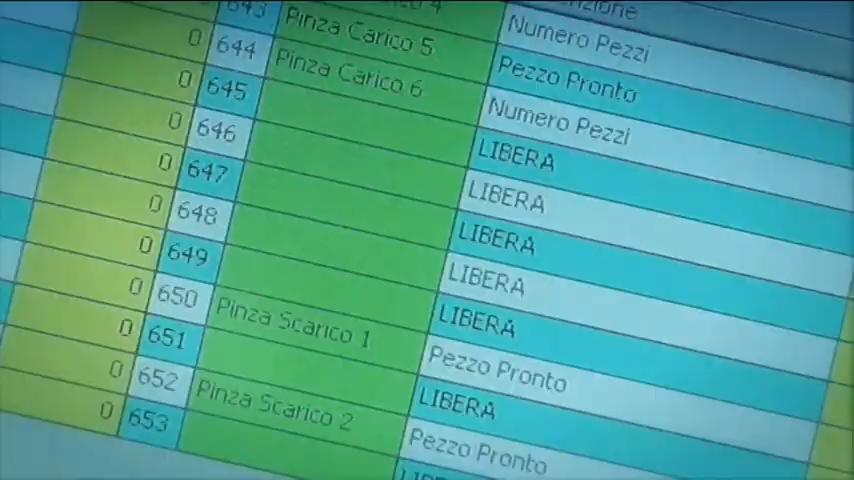 enzione
ico 4 Numero Pezzi
643 Pinza Carico 5 Pezzo Pronto
0 644 Pinza Carico 6 Numero Pezzi
0 645 LIBERA
0 646 LIBERA
0 647 LIBERA
0 648 LIBERA
0 649 LIBERA
0 650 Pinza Scarico 1 Pezzo Pronto
0 651 LIBERA
0 652 Pinza Scarico 2 Pezzo Pronto
0 653